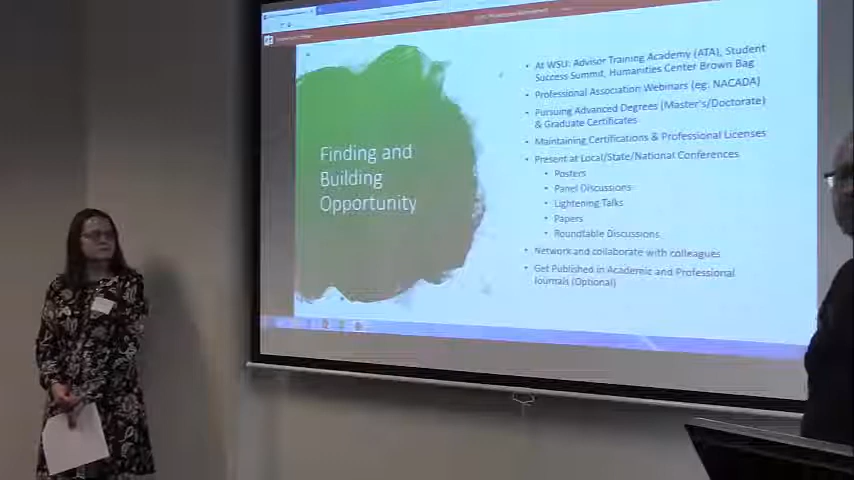 Finding and
Building
Opportunity
At WSU: Advisor Training Academy (ATA), Student
Success Summit, Humanities Center Brown Bag
Professional Association Webinars (eg: NACADA)
Pursuing Advanced Degrees (Master's/Doctorate)
& Graduate Certificates
Maintaining Certifications & Professional Licenses
Present at Local/State/National Conferences
Posters
Panel Discussions
Lightening Talks
Papers
Roundtable Discussions
Network and collaborate with colleagues
Get Published in Academic and Professional
Journals (Optional)